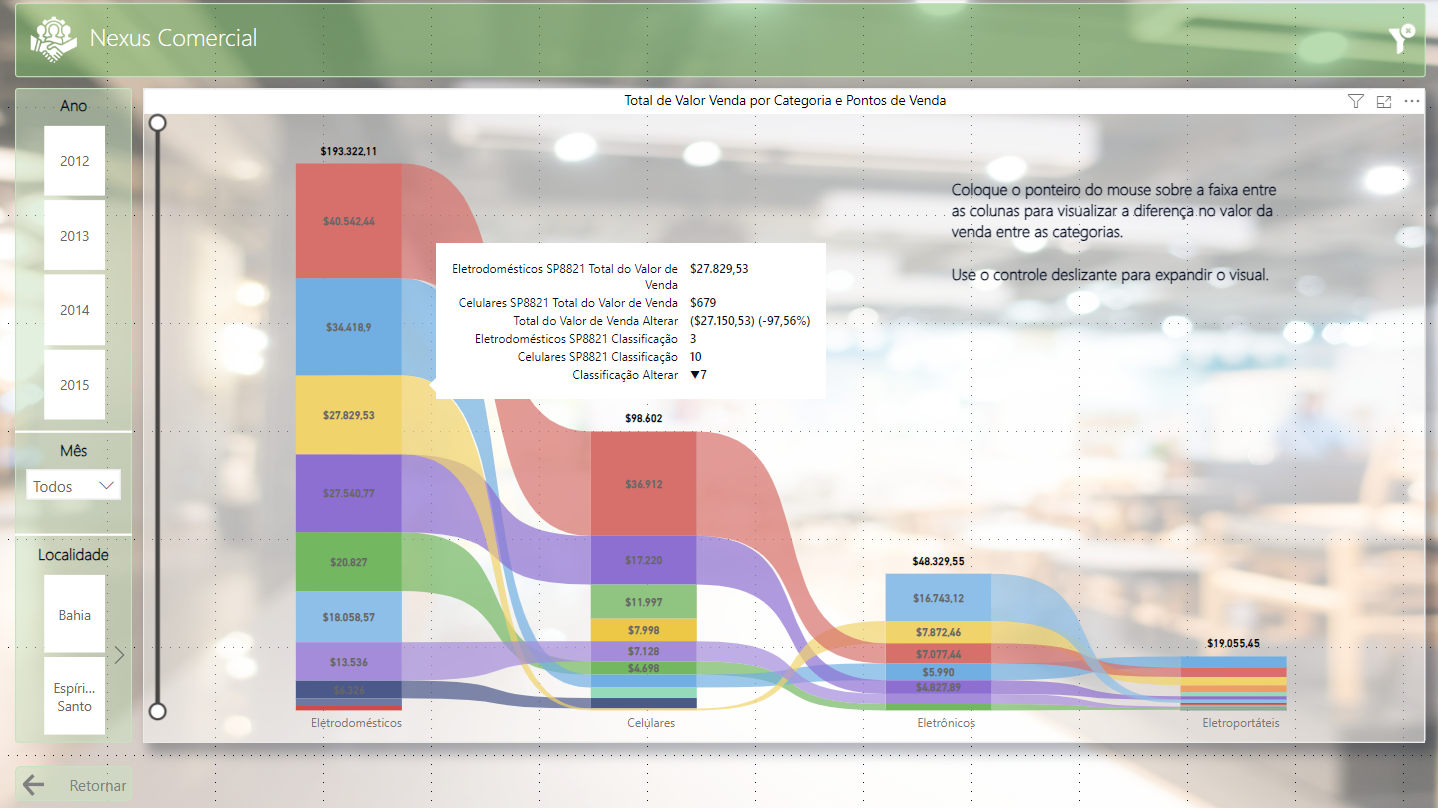 Nexus Comercial
Total de Valor Venda por Categoria e Pontos de Venda
Ano
2012
2013
2014
2015
Mês
Todos
Localidade
Bahia
Espíri...
Santo
Retornar
Coloque o ponteiro do mouse sobre a faixa entre
as colunas para visualizar a diferença no valor da
venda entre as categorias.
Use o controle deslizante para expandir o visual.
$193.322,11
$40.542,44
$34.418,9
$27.829,53
$27.540,77
$20.827
$18.058,57
$13.536
$6.324
Eletrodomésticos
Eletrodomésticos SP8821 Total do Valor de $27.829,53
Venda
Celulares SP8821 Total do Valor de Venda $679
Total do Valor de Venda Alterar ($27.150,53) (-97,56%)
Eletrodomésticos SP8821 Classificação 3
Celulares SP8821 Classificação 10
Classificação Alterar ▼7
$98.602
$36.912
$17.220
$11.997
$7.998
$7.128
$4.698
Celulares
$48.329,55
$16.743,12
$7.872,46
$7.077,44
$5.990
$4.827,89
Eletrônicos
$19.055,45
Eletroportáteis